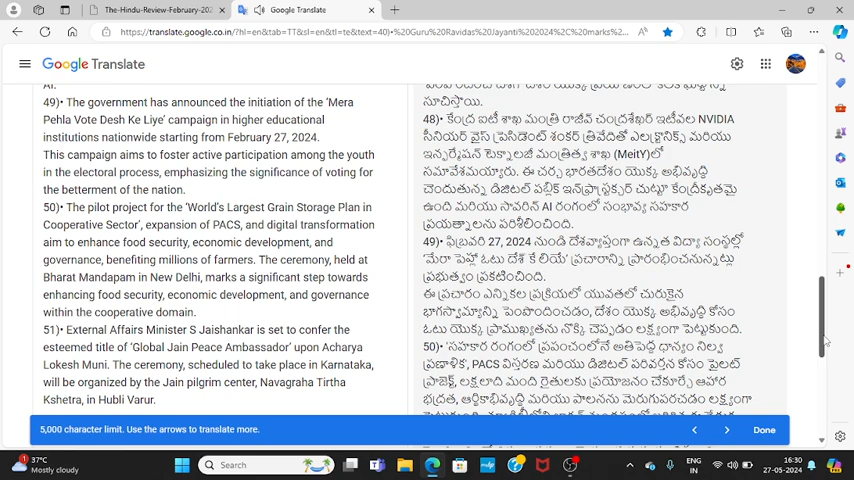 The-Hindu-Review-February-202
Google Translate
https://translate.google.co.in/?hl=en&tab=TT&sl=en&tl=te&text=40)•%20Guru%20Ravidas%20Jayanti%202024%2C%20marks%...
Google Translate
AI.
49)• The government has announced the initiation of the 'Mera
Pehla Vote Desh Ke Liye' campaign in higher educational
institutions nationwide starting from February 27, 2024.
This campaign aims to foster active participation among the youth
in the electoral process, emphasizing the significance of voting for
the betterment of the nation.
50)• The pilot project for the 'World's Largest Grain Storage Plan in
Cooperative Sector', expansion of PACS, and digital transformation
aim to enhance food security, economic development, and
governance, benefiting millions of farmers. The ceremony, held at
Bharat Mandapam in New Delhi, marks a significant step towards
enhancing food security, economic development, and governance
within the cooperative domain.
51)• External Affairs Minister S Jaishankar is set to confer the
esteemed title of 'Global Jain Peace Ambassador' upon Acharya
Lokesh Muni. The ceremony, scheduled to take place in Karnataka,
will be organized by the Jain pilgrim center, Navagraha Tirtha
Kshetra, in Hubli Varur.
సూచిస్తాయి.
48)• కేంద్ర ఐటీ శాఖ మంత్రి రాజీవ్ చంద్రశేఖర్ ఇటీవల NVIDIA
సీనియర్ వైస్ ప్రెసిడెంట్ శంకర్ త్రివేదితో ఎలక్ట్రానిక్స్ మరియు
ఇన్ఫర్మేషన్ టెక్నాలజీ మంత్రిత్వ శాఖ (MeitY)లో
సమావేశమయ్యారు. ఈ చర్చ భారతదేశం యొక్క అభివృద్ధి
చెందుతున్న డిజిటల్ పబ్లిక్ ఇన్‌ఫ్రాస్ట్రక్చర్ చుట్టూ కేంద్రీకృతమై
ఉంది మరియు సావరిన్ AI రంగంలో సంభావ్య సహకార
ప్రయత్నాలను పరిశీలించింది.
49)• ఫిబ్రవరి 27, 2024 నుండి దేశవ్యాప్తంగా ఉన్నత విద్యా సంస్థల్లో
'మేరా పెహ్లా ఓటు దేశ్ కే లియే' ప్రచారాన్ని ప్రారంభించనున్నట్లు
ప్రభుత్వం ప్రకటించింది.
ఈ ప్రచారం ఎన్నికల ప్రక్రియలో యువతలో చురుకైన
భాగస్వామ్యాన్ని పెంపొందించడం, దేశం యొక్క అభివృద్ధి కోసం
ఓటు యొక్క ప్రాముఖ్యతను నొక్కి చెప్పడం లక్ష్యంగా పెట్టుకుంది.
50)• 'సహకార రంగంలో ప్రపంచంలోనే అతిపెద్ద ధాన్యం నిల్వ
ప్రణాళిక', PACS విస్తరణ మరియు డిజిటల్ పరివర్తన కోసం పైలట్
ప్రాజెక్ట్, లక్షలాది మంది రైతులకు ప్రయోజనం చేకూర్చే ఆహార
భద్రత, ఆర్థికాభివృద్ధి మరియు పాలనను మెరుగుపరచడం లక్ష్యంగా
5,000 character limit. Use the arrows to translate more.
Done
37°C
Mostly cloudy
Search
ENG
IN
16:30
27-05-2024